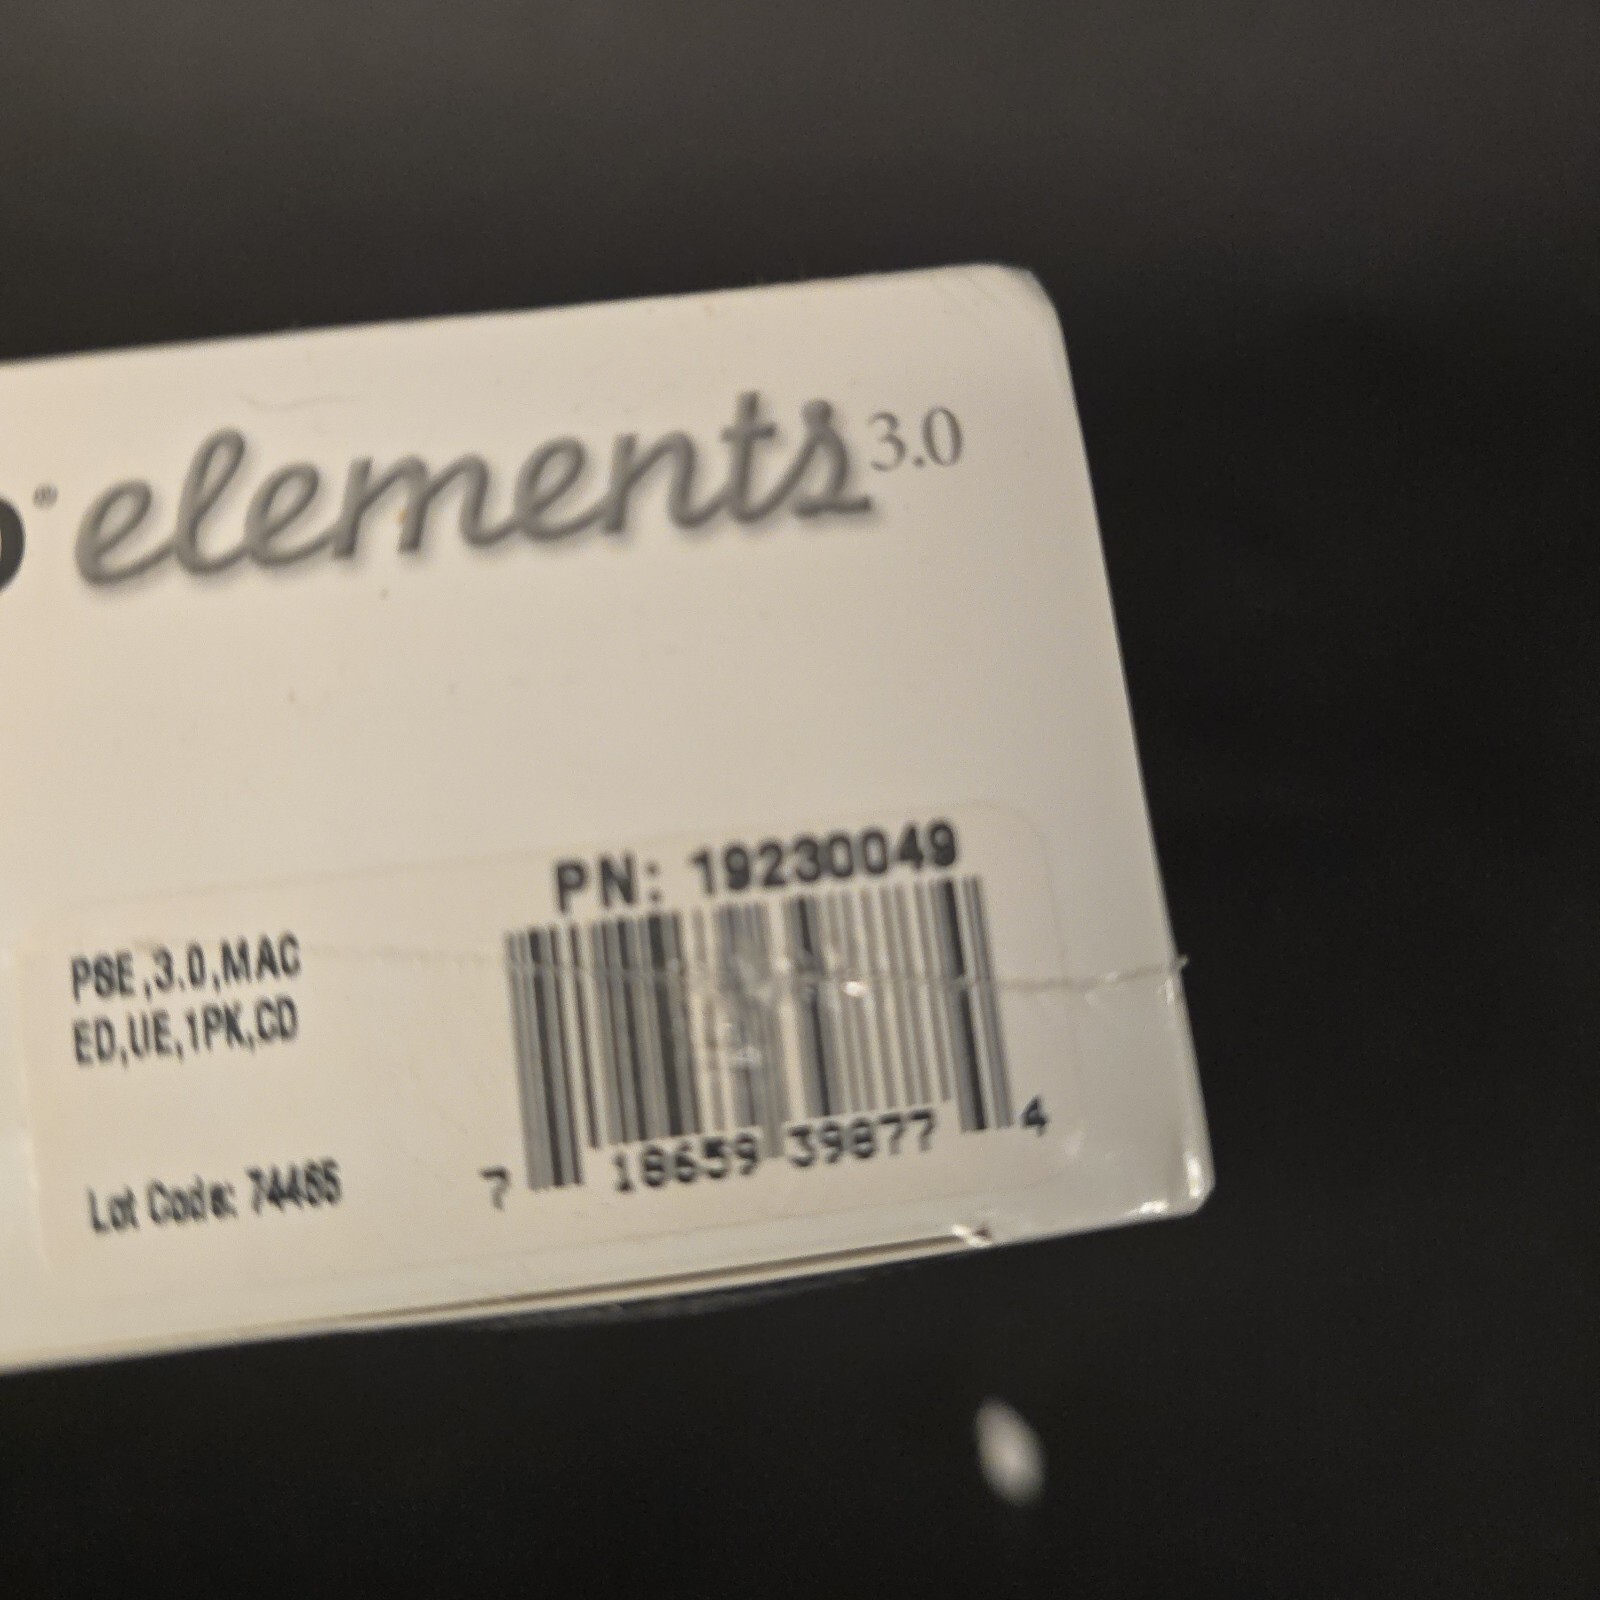 ® elements 3.0
PN: 19230049
PSE,3.0,MAC
ED,UE,1PK,CD
Lot Code: 74465
7 18659 39877 4